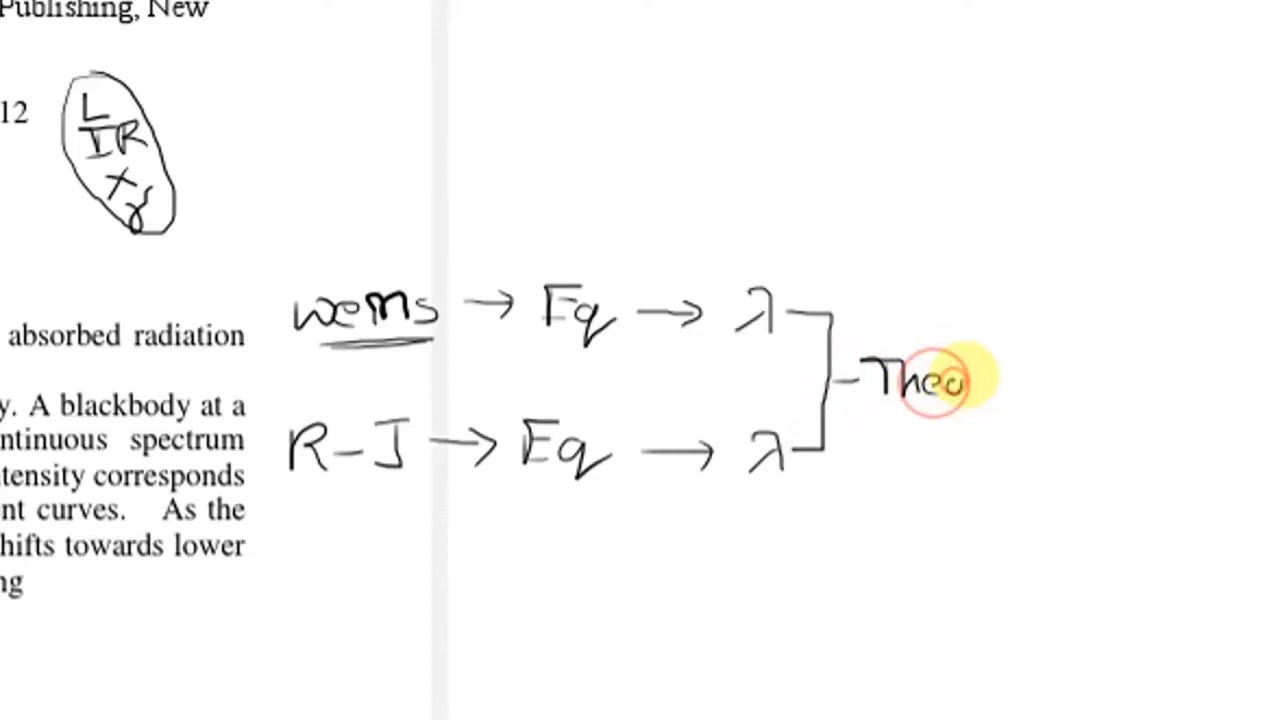 Publishing, New
12
L
IR
X
γ
weins → Eq → λ
- Theo
R-J → Eq → λ
absorbed radiation
y. A blackbody at a
ntinuous spectrum
tensity corresponds
nt curves. As the
hifts towards lower
ng